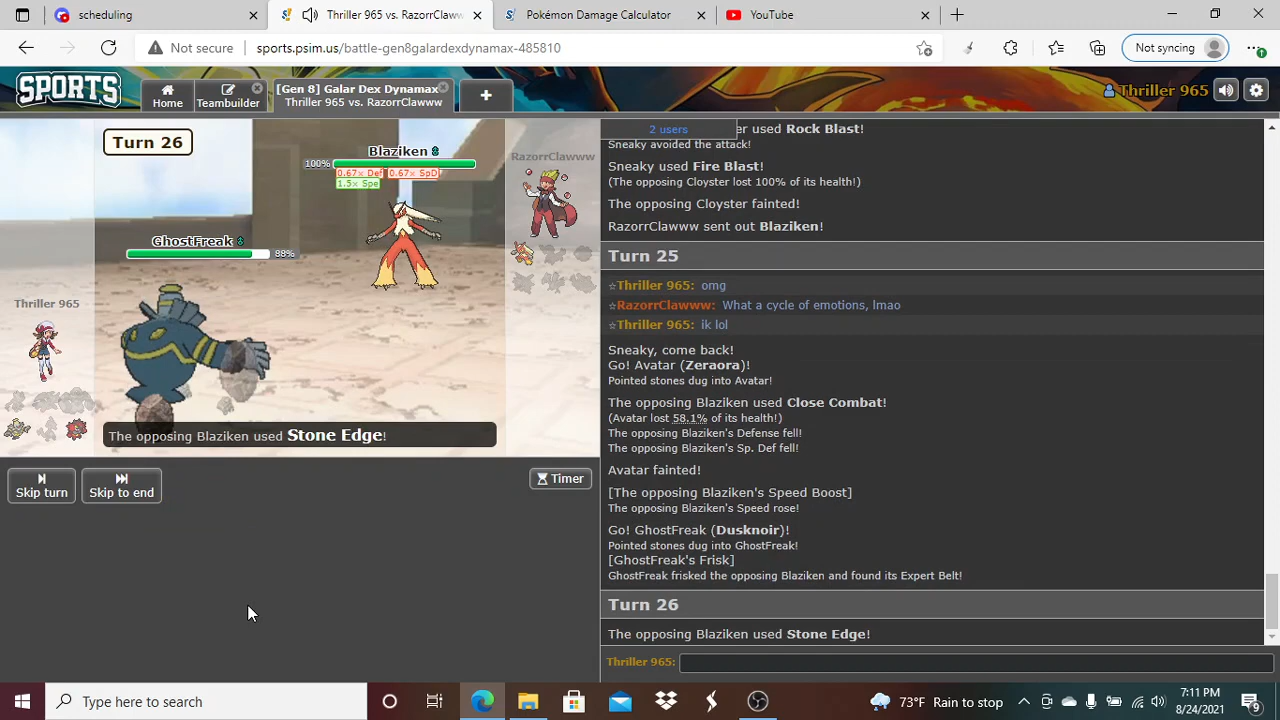 scheduling
Thriller 965 vs. RazorrClaww
Pokémon Damage Calculator
YouTube
Not secure
sports.psim.us/battle-gen8galardexdynamax-485810
Not syncing
SPORTS
Home
Teambuilder
[Gen 8] Galar Dex Dynamax
Thriller 965 vs. RazorrClawww
Thriller 965
Turn 26
Blaziken
100%
0.67× Def 0.67× SpD
1.5× Spe
GhostFreak
88%
Thriller 965
RazorrClawww
The opposing Blaziken used Stone Edge!
Skip turn
Skip to end
Timer
2 users
er used Rock Blast!
Sneaky avoided the attack!
Sneaky used Fire Blast!
(The opposing Cloyster lost 100% of its health!)
The opposing Cloyster fainted!
RazorrClawww sent out Blaziken!
Turn 25
☆Thriller 965: omg
☆RazorrClawww: What a cycle of emotions, lmao
☆Thriller 965: ik lol
Sneaky, come back!
Go! Avatar (Zeraora)!
Pointed stones dug into Avatar!
The opposing Blaziken used Close Combat!
(Avatar lost 58.1% of its health!)
The opposing Blaziken's Defense fell!
The opposing Blaziken's Sp. Def fell!
Avatar fainted!
[The opposing Blaziken's Speed Boost]
The opposing Blaziken's Speed rose!
Go! GhostFreak (Dusknoir)!
Pointed stones dug into GhostFreak!
[GhostFreak's Frisk]
GhostFreak frisked the opposing Blaziken and found its Expert Belt!
Turn 26
The opposing Blaziken used Stone Edge!
Thriller 965:
Type here to search
73°F Rain to stop
7:11 PM
8/24/2021
9